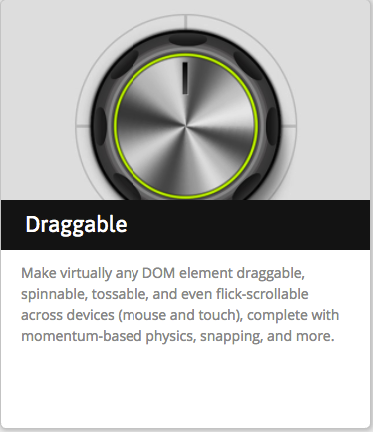 Draggable
Make virtually any DOM element draggable,
spinnable, tossable, and even flick-scrollable
across devices (mouse and touch), complete with
momentum-based physics, snapping, and more.